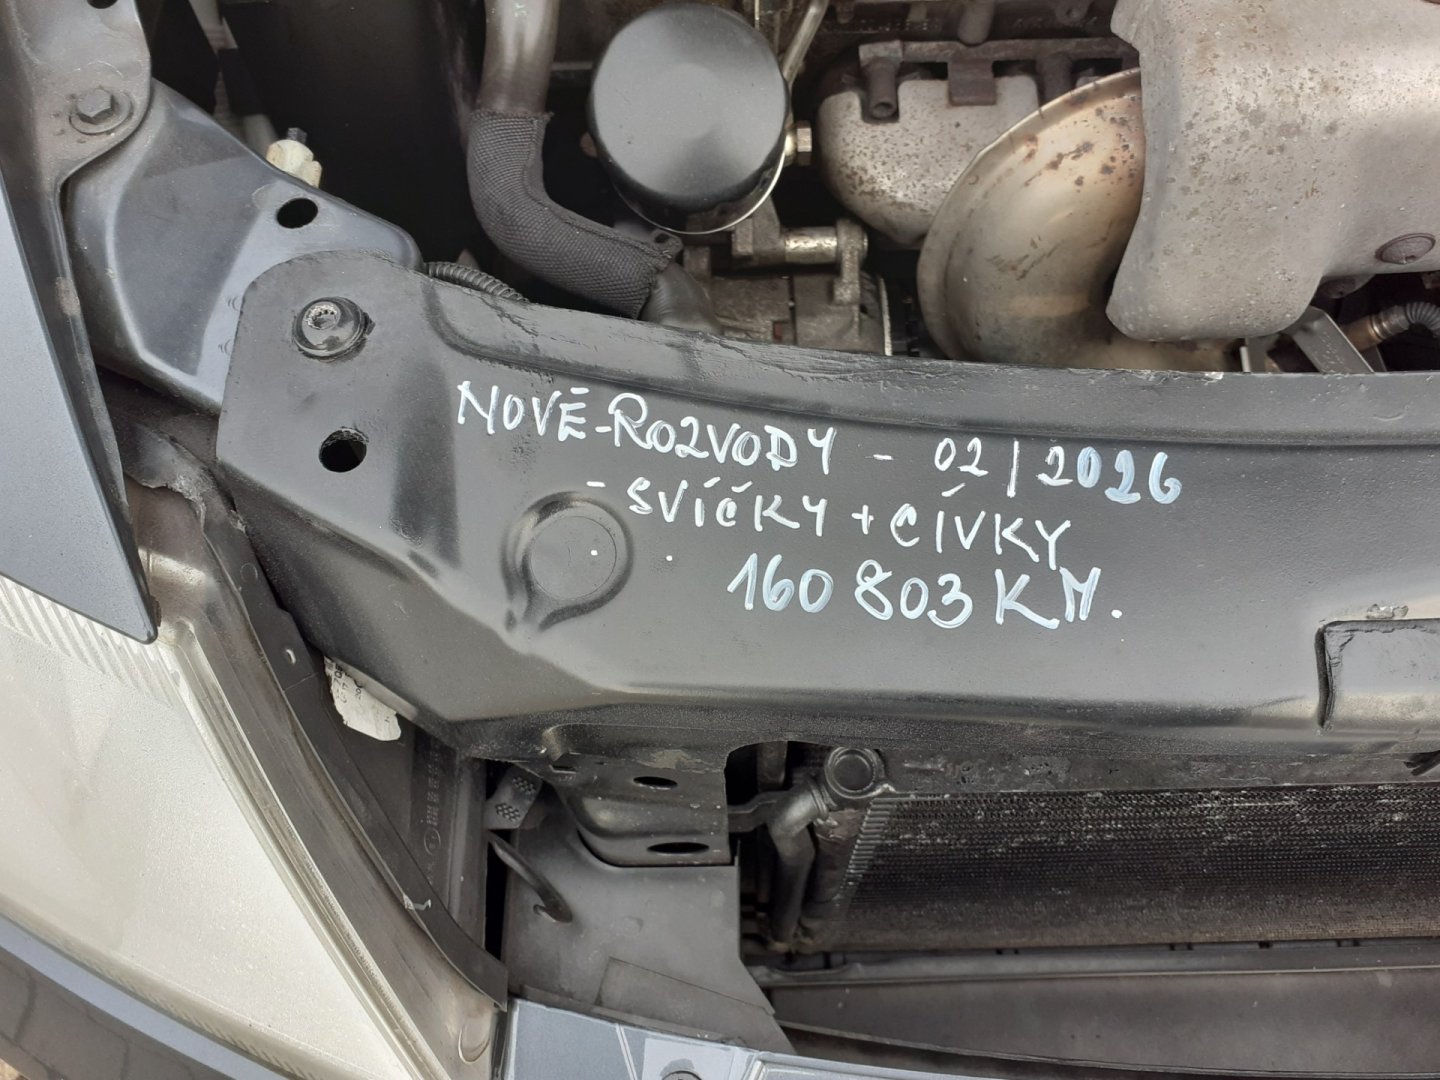 NOVÉ-ROZVODY - 02/2026
- SVÍČKY + CÍVKY
160 803 KM.